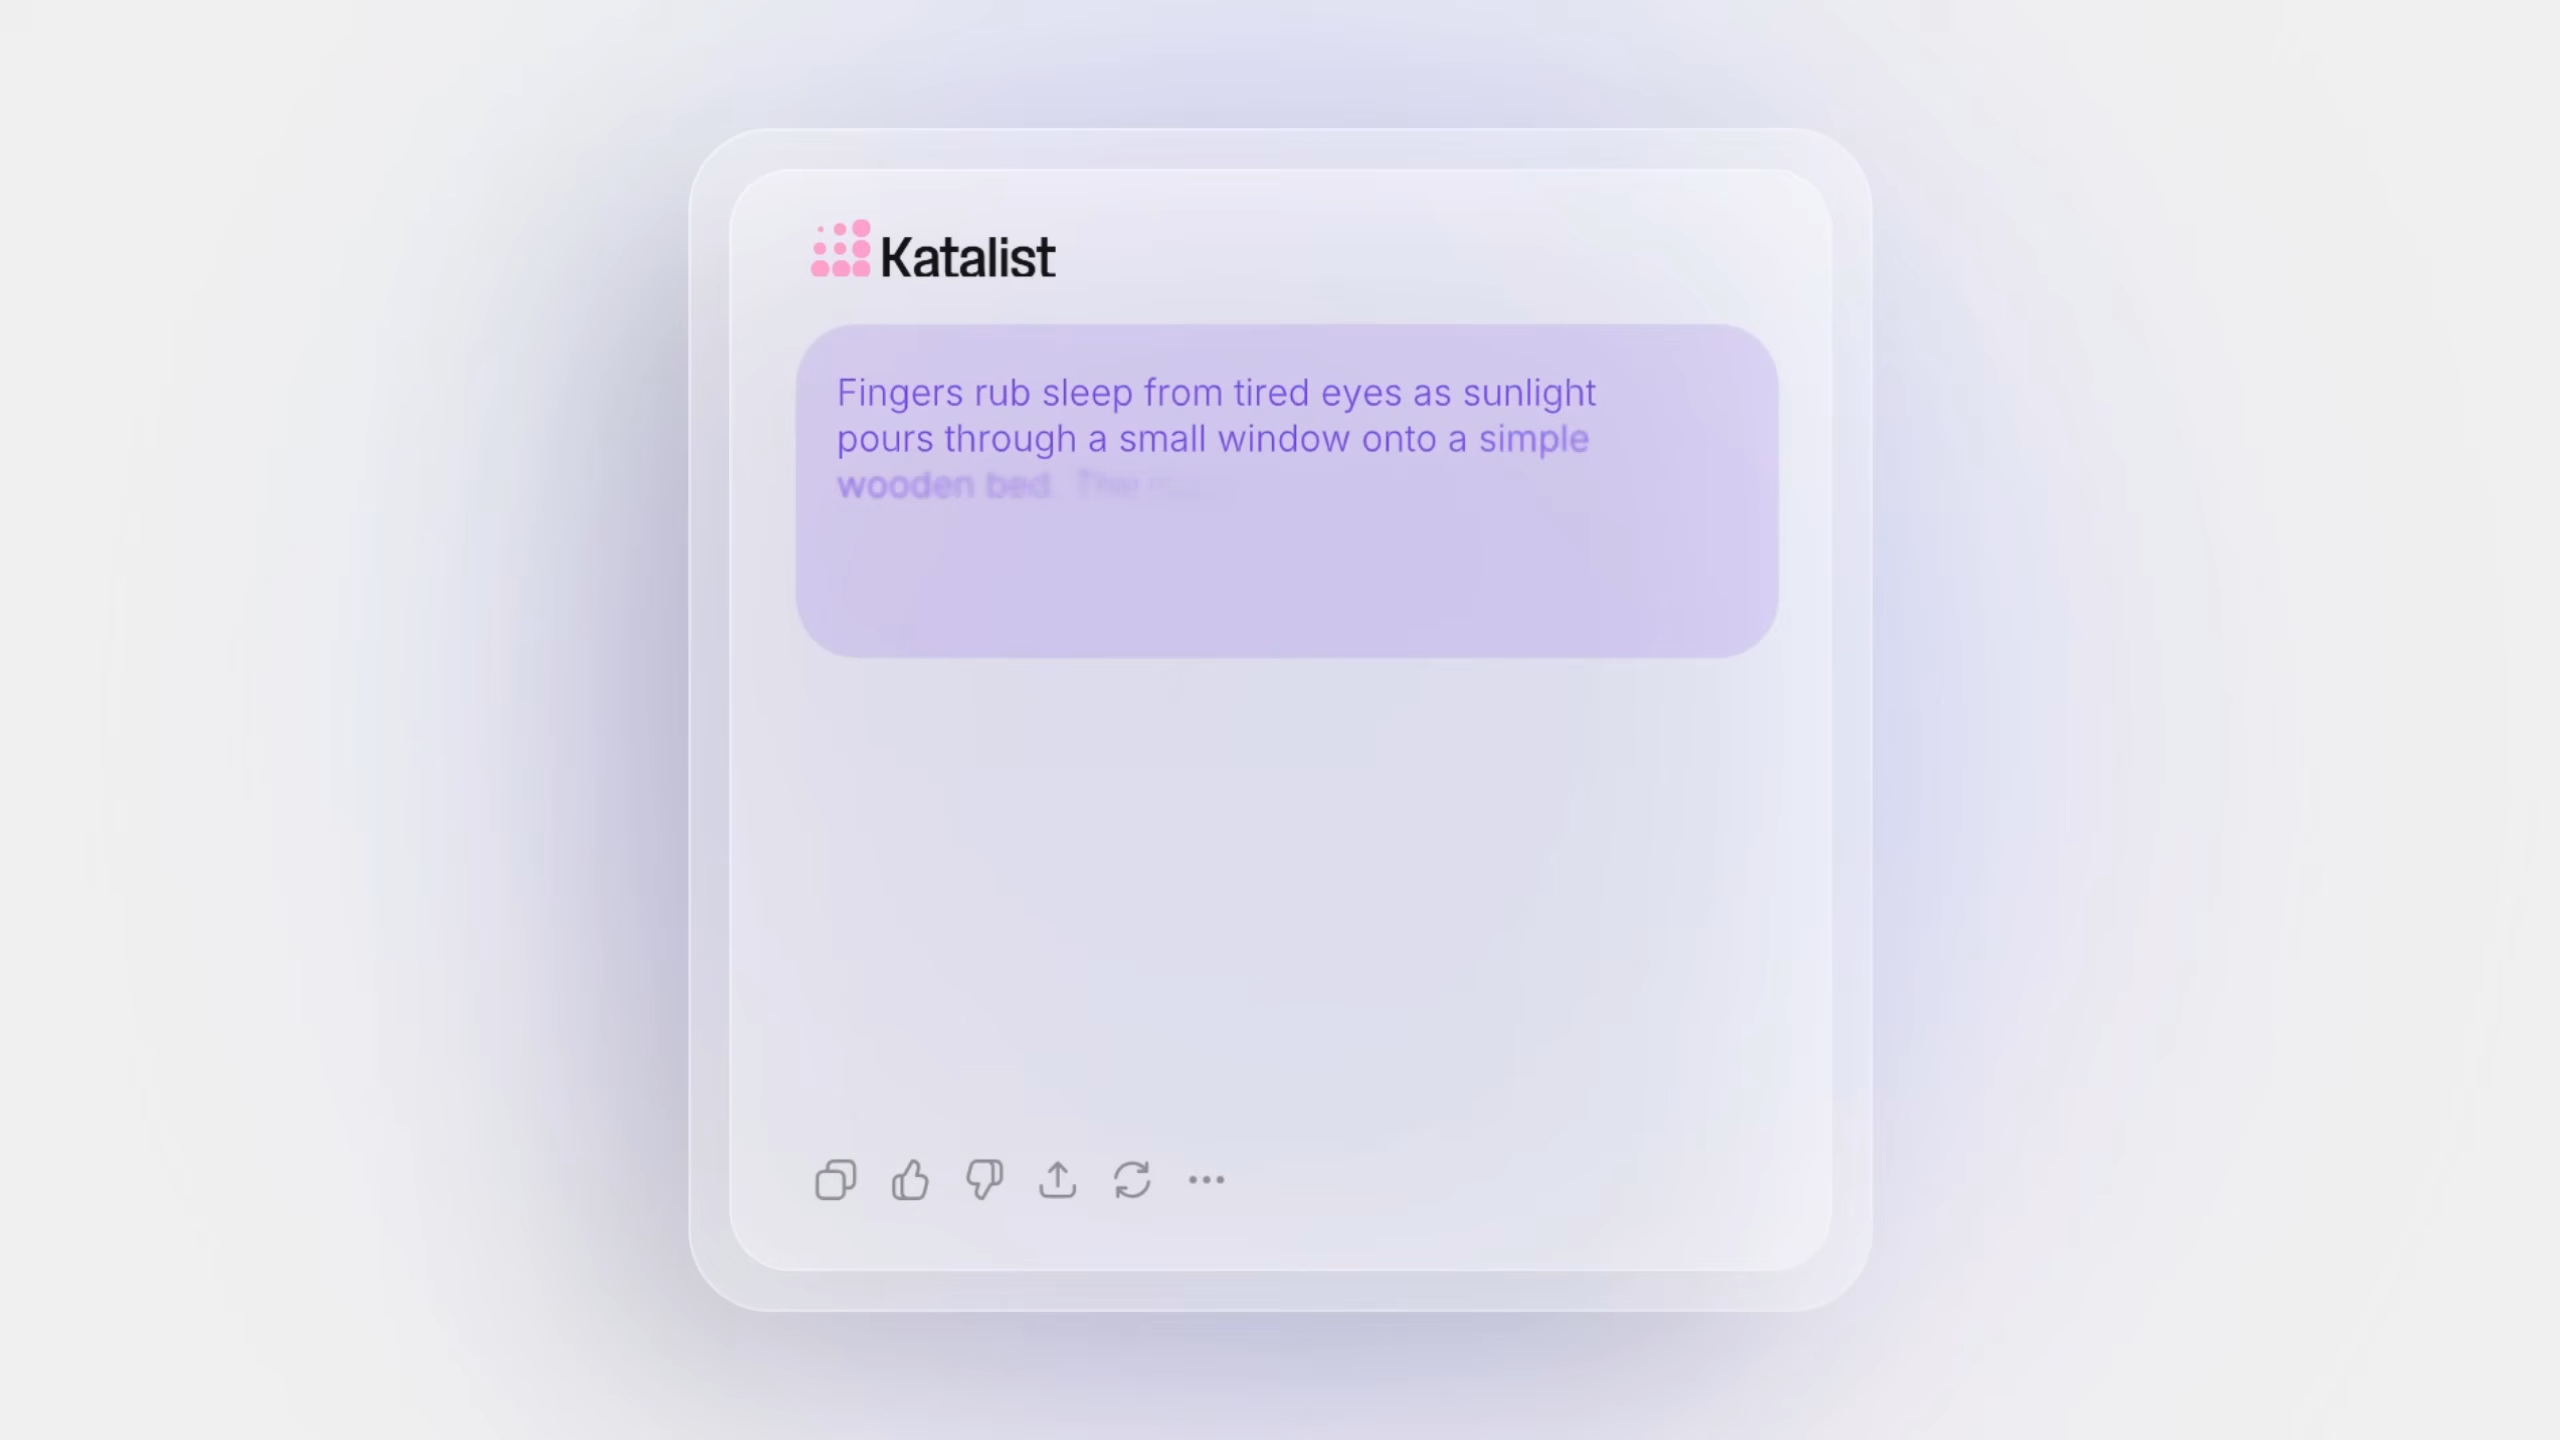 Katalist
Fingers rub sleep from tired eyes as sunlight
pours through a small window onto a simple
wooden bed.